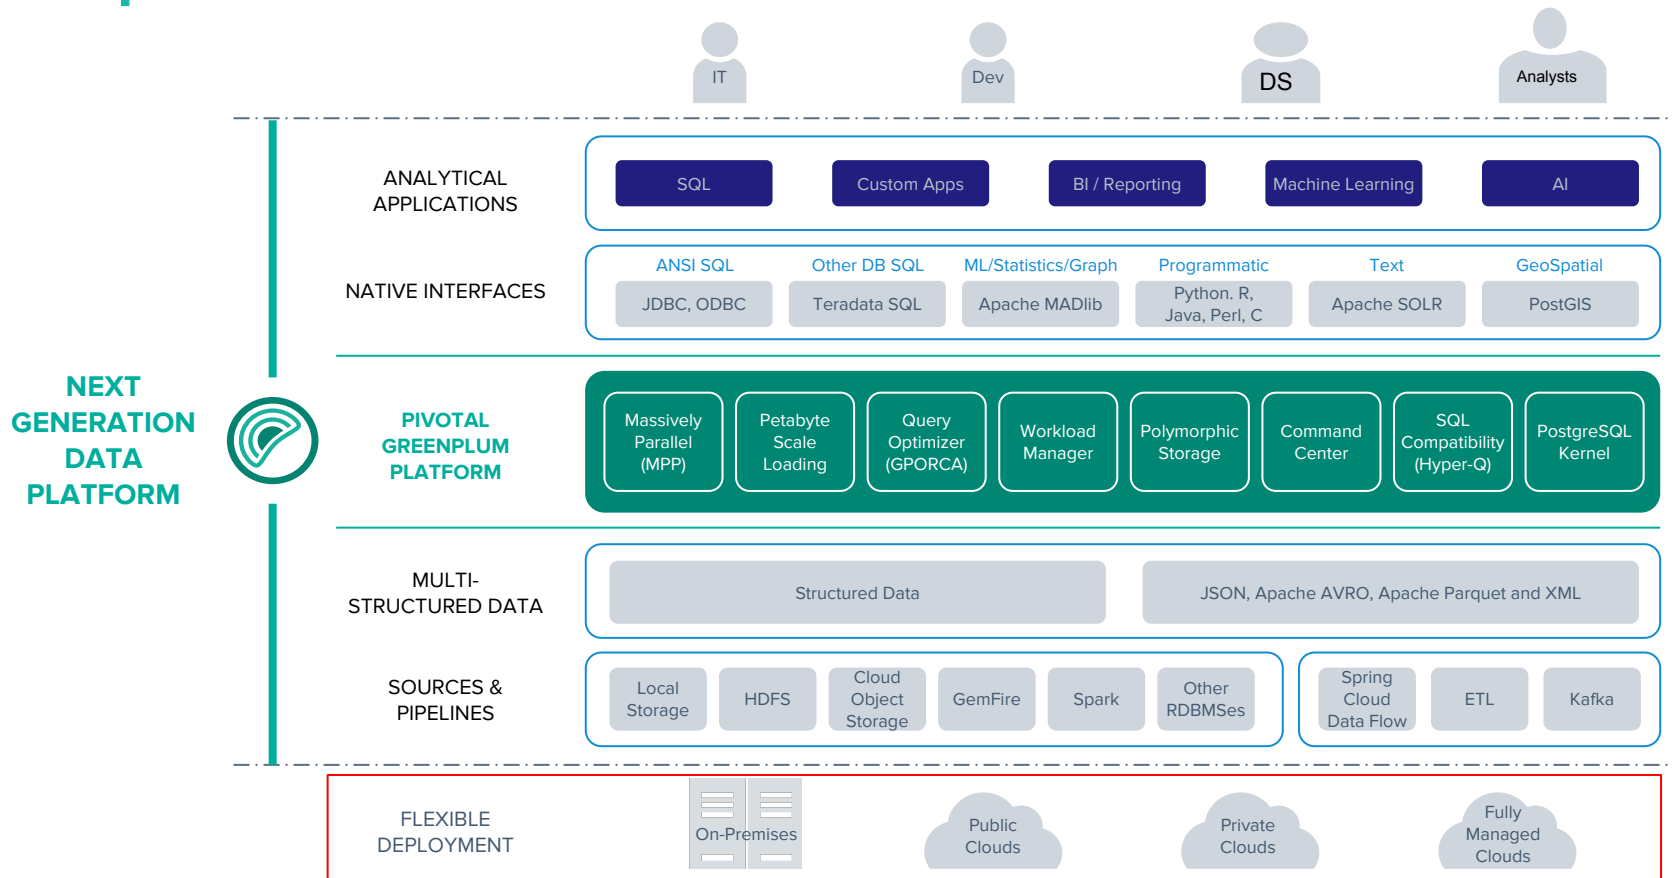 IT
Dev
DS
Analysts
ANALYTICAL
APPLICATIONS
SQL
Custom Apps
BI / Reporting
Machine Learning
AI
NATIVE INTERFACES
ANSI SQL
Other DB SQL
ML/Statistics/Graph
Programmatic
Text
GeoSpatial
JDBC, ODBC
Teradata SQL
Apache MADlib
Python. R,
Java, Perl, C
Apache SOLR
PostGIS
NEXT
GENERATION
DATA
PLATFORM
PIVOTAL
GREENPLUM
PLATFORM
Massively
Parallel
(MPP)
Petabyte
Scale
Loading
Query
Optimizer
(GPORCA)
Workload
Manager
Polymorphic
Storage
Command
Center
SQL
Compatibility
(Hyper-Q)
PostgreSQL
Kernel
MULTI-
STRUCTURED DATA
Structured Data
JSON, Apache AVRO, Apache Parquet and XML
SOURCES &
PIPELINES
Local
Storage
HDFS
Cloud
Object
Storage
GemFire
Spark
Other
RDBMSes
Spring
Cloud
Data Flow
ETL
Kafka
FLEXIBLE
DEPLOYMENT
On-Premises
Public
Clouds
Private
Clouds
Fully
Managed
Clouds